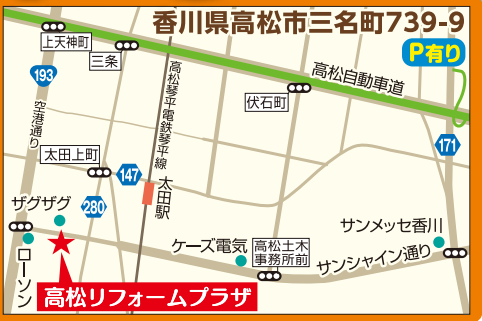 香川県高松市三名町739-9
P有り
上天神町
三条
193
空港通り
高松琴平電鉄琴平線
高松自動車道
伏石町
太田上町
147
太田駅
171
280
ザグザグ
ケーズ電気
高松土木
事務所前
サンメッセ香川
サンシャイン通り
ローソン
高松リフォームプラザ